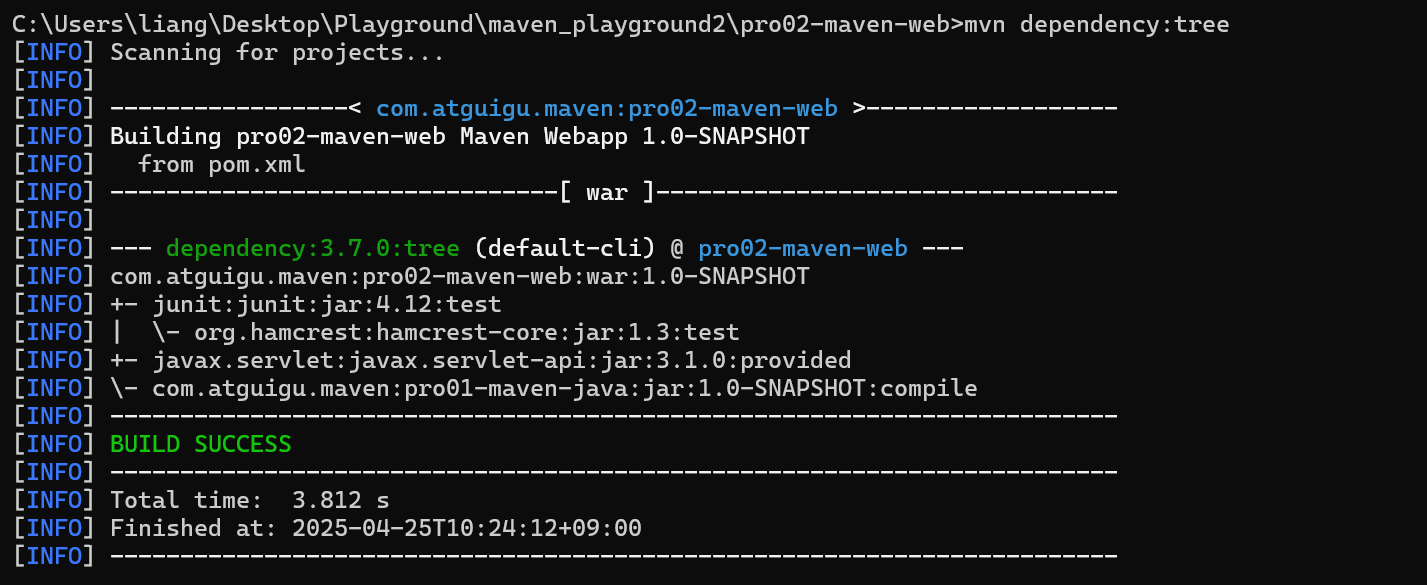 C:\Users\liang\Desktop\Playground\maven_playground2\pro02-maven-web>mvn dependency:tree
[INFO] Scanning for projects...
[INFO]
[INFO] -----------------< com.atguigu.maven:pro02-maven-web >------------------
[INFO] Building pro02-maven-web Maven Webapp 1.0-SNAPSHOT
[INFO]   from pom.xml
[INFO] --------------------------------[ war ]---------------------------------
[INFO]
[INFO] --- dependency:3.7.0:tree (default-cli) @ pro02-maven-web ---
[INFO] com.atguigu.maven:pro02-maven-web:war:1.0-SNAPSHOT
[INFO] +- junit:junit:jar:4.12:test
[INFO] |  \- org.hamcrest:hamcrest-core:jar:1.3:test
[INFO] +- javax.servlet:javax.servlet-api:jar:3.1.0:provided
[INFO] \- com.atguigu.maven:pro01-maven-java:jar:1.0-SNAPSHOT:compile
[INFO] ------------------------------------------------------------------------
[INFO] BUILD SUCCESS
[INFO] ------------------------------------------------------------------------
[INFO] Total time:  3.812 s
[INFO] Finished at: 2025-04-25T10:24:12+09:00
[INFO] ------------------------------------------------------------------------